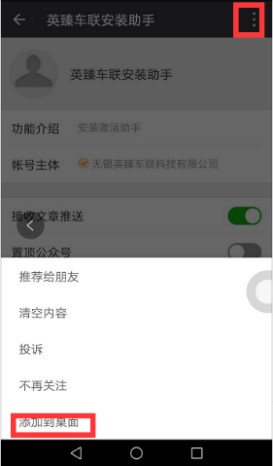 英臻车联安装助手
英臻车联安装助手
功能介绍 安装激活助手
帐号主体 无锡英臻车联科技有限公司
接收文章推送
置顶公众号
推荐给朋友
清空内容
投诉
不再关注
添加到桌面